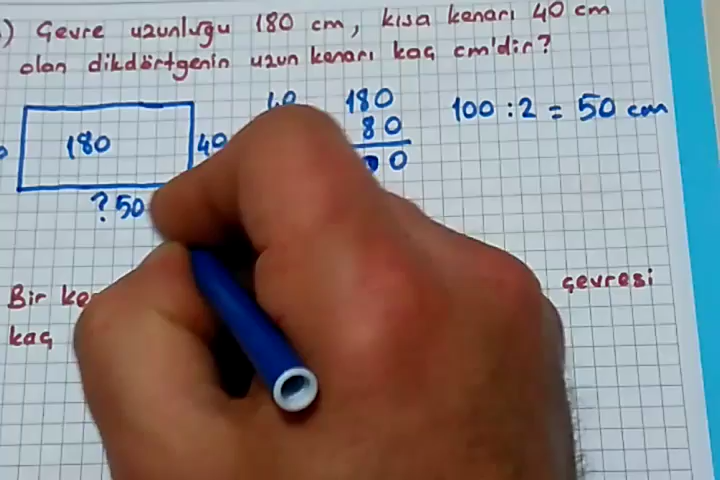 ) Çevre uzunluğu 180 cm, kısa kenarı 40 cm
olan dikdörtgenin uzun kenarı kaç cm'dir?
40
180
80
100 : 2 = 50 cm
180
40
? 50
Bir
çevresi
kaç